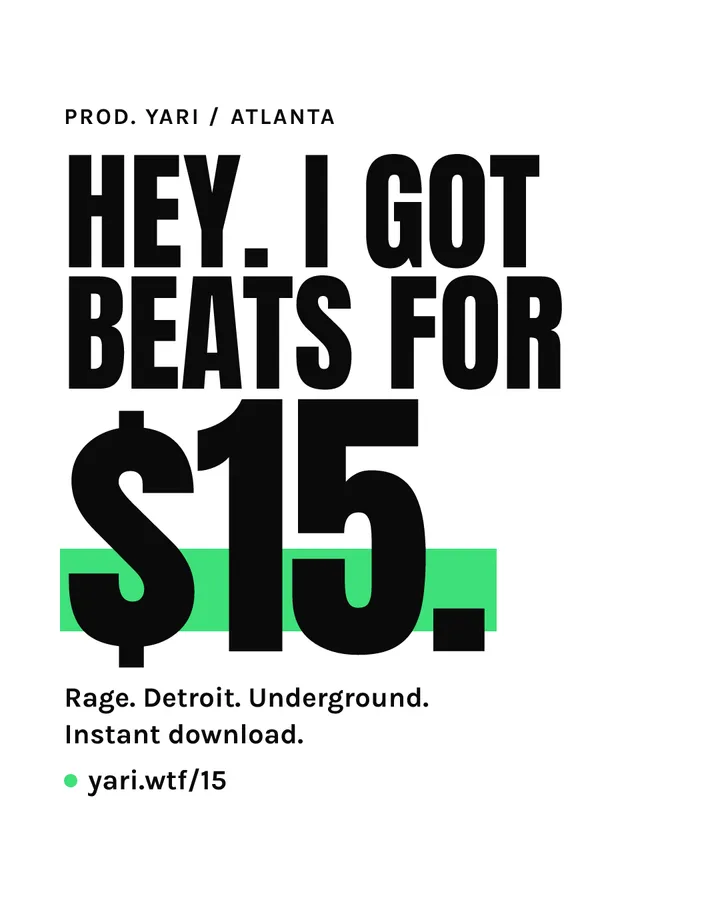 PROD. YARI / ATLANTA
HEY. I GOT
BEATS FOR
$15.
Rage. Detroit. Underground.
Instant download.
yari.wtf/15